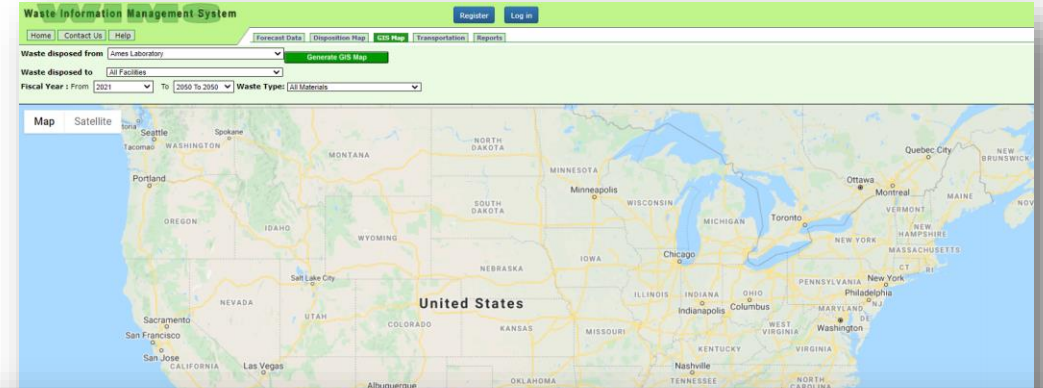 WIMS
Waste Information Management System
Register Log in
Home Contact Us Help
Forecast Data Disposition Map GIS Map Transportation Reports
Waste disposed from Ames Laboratory Generate GIS Map
Waste disposed to All Facilities
Fiscal Year : From 2021 To 2050 To 2050 Waste Type: All Materials
Map Satellite
Seattle Spokane
Tacoma WASHINGTON
NORTH DAKOTA
MONTANA
Quebec City
NEW BRUNSWICK
MINNESOTA
Ottawa
Portland
Minneapolis
Montreal
MAINE
SOUTH DAKOTA
WISCONSIN
VERMONT
NOV
OREGON
IDAHO
MICHIGAN
Toronto
NEW HAMPSHIRE
WYOMING
NEW YORK
MASSACHUSETTS
IOWA
Chicago
CT RI
NEBRASKA
Salt Lake City
PENNSYLVANIA
New York
ILLINOIS INDIANA OHIO
Philadelphia
NEVADA
United States
Indianapolis
Columbus
MARYLAND
NJ
UTAH
Sacramento
COLORADO
KANSAS
MISSOURI
WEST VIRGINIA
Washington
DE
San Francisco
KENTUCKY
VIRGINIA
San Jose
CALIFORNIA
Las Vegas
Nashville
Albuquerque
OKLAHOMA
TENNESSEE
NORTH CAROLINA